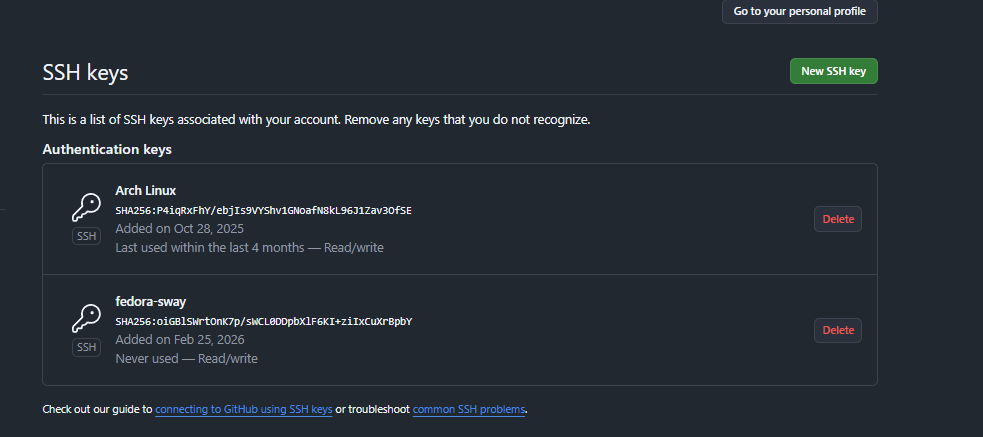 Go to your personal profile
SSH keys
New SSH key
This is a list of SSH keys associated with your account. Remove any keys that you do not recognize.
Authentication keys
Arch Linux
SHA256:P4iqRxFhY/ebjIs9VYShv1GNoafN8kL96J1Zav3OfSE
Added on Oct 28, 2025
Last used within the last 4 months — Read/write
SSH
Delete
fedora-sway
SHA256:oiGBlSWrtOnK7p/sWCL0DDpbXlF6KI+ziIxCuXrBpbY
Added on Feb 25, 2026
Never used — Read/write
SSH
Delete
Check out our guide to connecting to GitHub using SSH keys or troubleshoot common SSH problems.